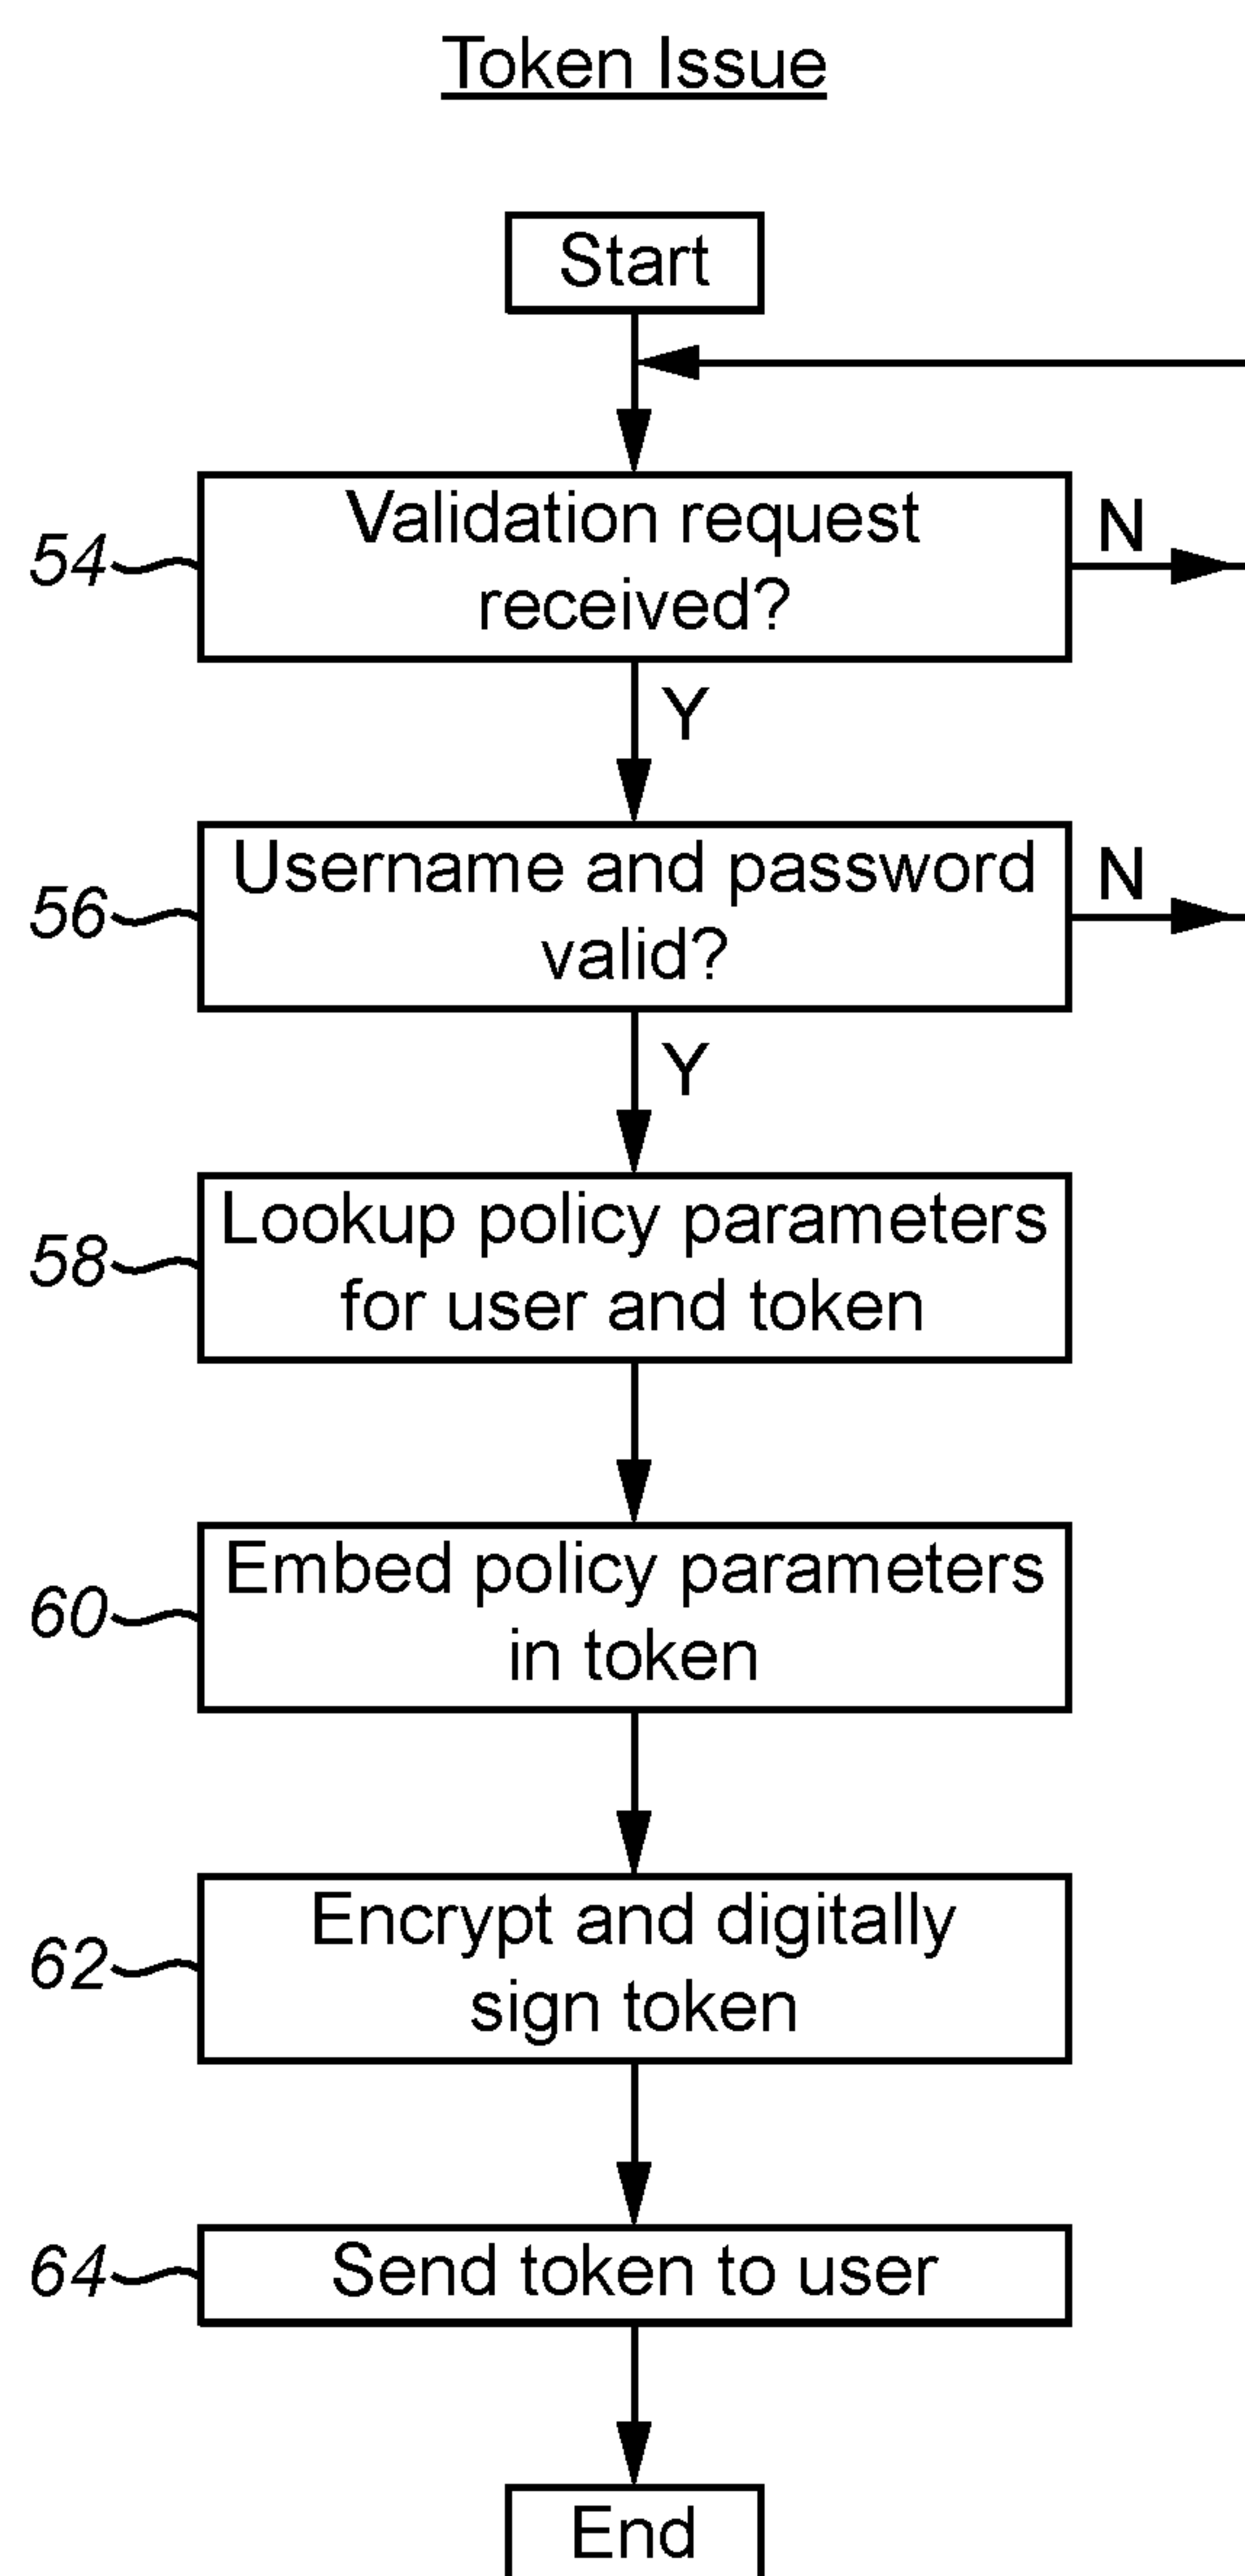 Token Issue
Start
Validation request
received?
N
54
Y
Username and password
valid?
N
56
Y
Lookup policy parameters
for user and token
58
Embed policy parameters
in token
60
Encrypt and digitally
sign token
62
Send token to user
64
End